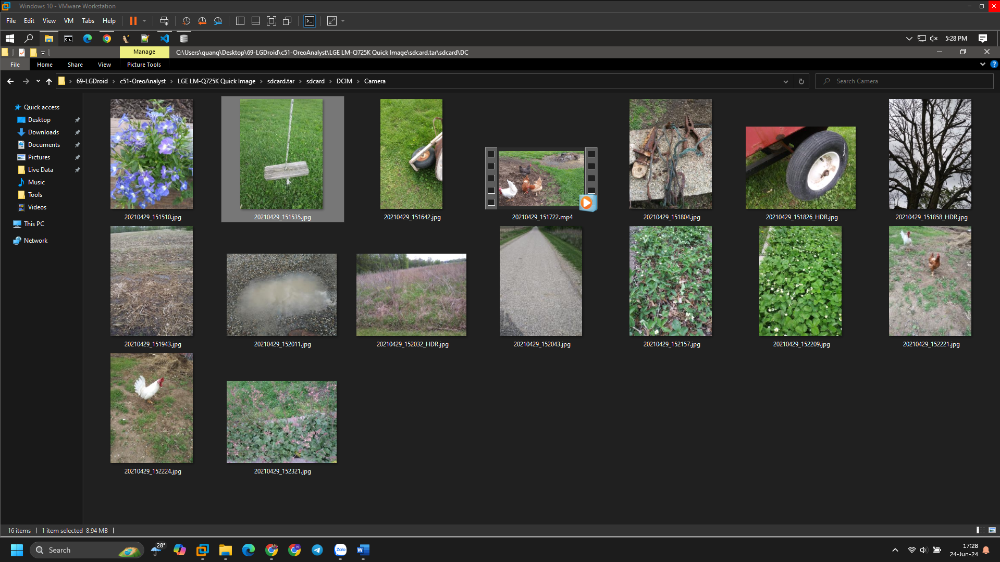 Windows 10 - VMware Workstation
File Edit View VM Tabs Help
5:28 PM
Manage C:\Users\quang\Desktop\69-LGDroid\c51-OreoAnalyst\LGE LM-Q725K Quick Image\sdcard.tar\sdcard\DC
File Home Share View Picture Tools
69-LGDroid c51-OreoAnalyst LGE LM-Q725K Quick Image sdcard.tar sdcard DCIM Camera Search Camera
Quick access
Desktop
Downloads
Documents
Pictures
Live Data
Music
Tools
Videos
This PC
Network
20210429_151510.jpg 20210429_151535.jpg 20210429_151642.jpg 20210429_151722.mp4 20210429_151804.jpg 20210429_151826_HDR.jpg 20210429_151858_HDR.jpg
20210429_151943.jpg 20210429_152011.jpg 20210429_152032_HDR.jpg 20210429_152043.jpg 20210429_152157.jpg 20210429_152209.jpg 20210429_152221.jpg
20210429_152224.jpg 20210429_152321.jpg
16 items 1 item selected 8.94 MB
Search 28° Zalo 17:28
24-Jun-24